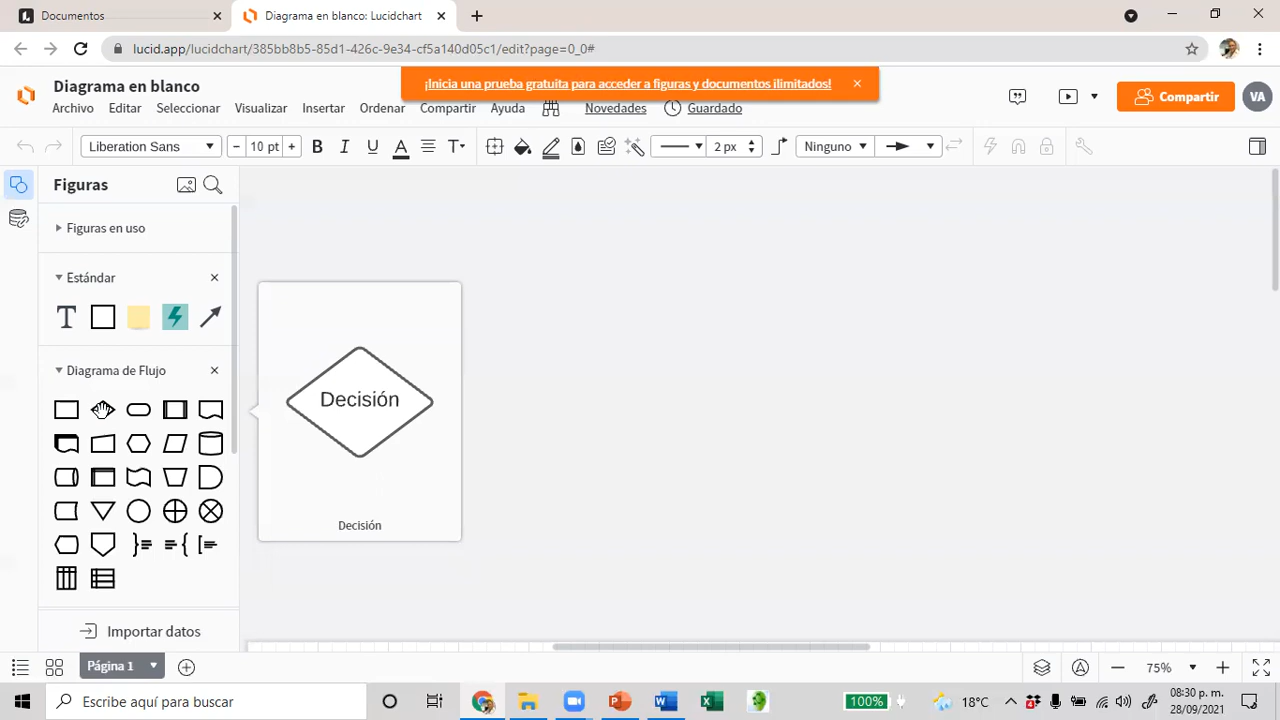 Documentos
Diagrama en blanco: Lucidchart
lucid.app/lucidchart/385bb8b5-85d1-426c-9e34-cf5a140d05c1/edit?page=0_0#
Diagrama en blanco
¡Inicia una prueba gratuita para acceder a figuras y documentos ilimitados!
Archivo Editar Seleccionar Visualizar Insertar Ordenar Compartir Ayuda Novedades Guardado
Compartir
VA
Liberation Sans 10 pt B I U A T 2 px Ninguno
Figuras
Figuras en uso
Estándar
T
Diagrama de Flujo
Decisión
Decisión
Importar datos
Página 1
75%
Escribe aquí para buscar
100%
18°C
08:30 p. m.
28/09/2021